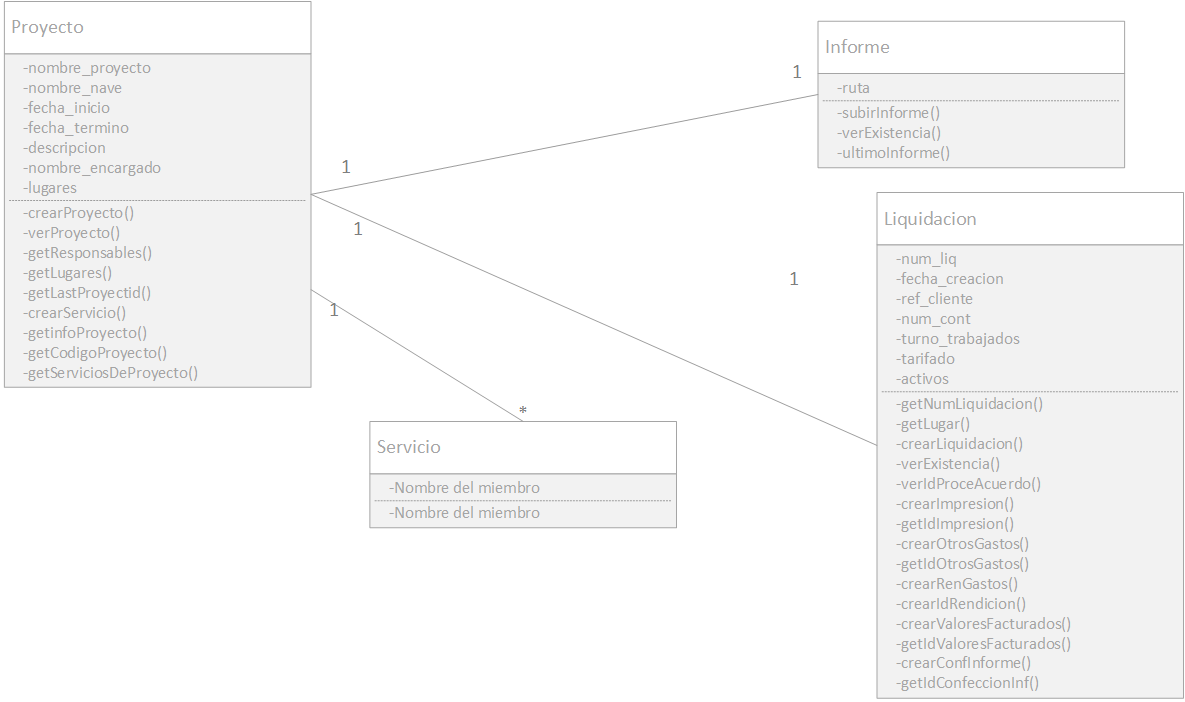 Proyecto
-nombre_proyecto
-nombre_nave
-fecha_inicio
-fecha_termino
-descripcion
-nombre_encargado
-lugares
-crearProyecto()
-verProyecto()
-getResponsables()
-getLugares()
-getLastProyectid()
-crearServicio()
-getinfoProyecto()
-getCodigoProyecto()
-getServiciosDeProyecto()
1
1
1
1
1
*
Informe
-ruta
-subirInforme()
-verExistencia()
-ultimoInforme()
Servicio
-Nombre del miembro
-Nombre del miembro
Liquidacion
-num_liq
-fecha_creacion
-ref_cliente
-num_cont
-turno_trabajados
-tarifado
-activos
-getNumLiquidacion()
-getLugar()
-crearLiquidacion()
-verExistencia()
-verIdProceAcuerdo()
-crearImpresion()
-getIdImpresion()
-crearOtrosGastos()
-getIdOtrosGastos()
-crearRenGastos()
-crearIdRendicion()
-crearValoresFacturados()
-getIdValoresFacturados()
-crearConfInforme()
-getIdConfeccionInf()